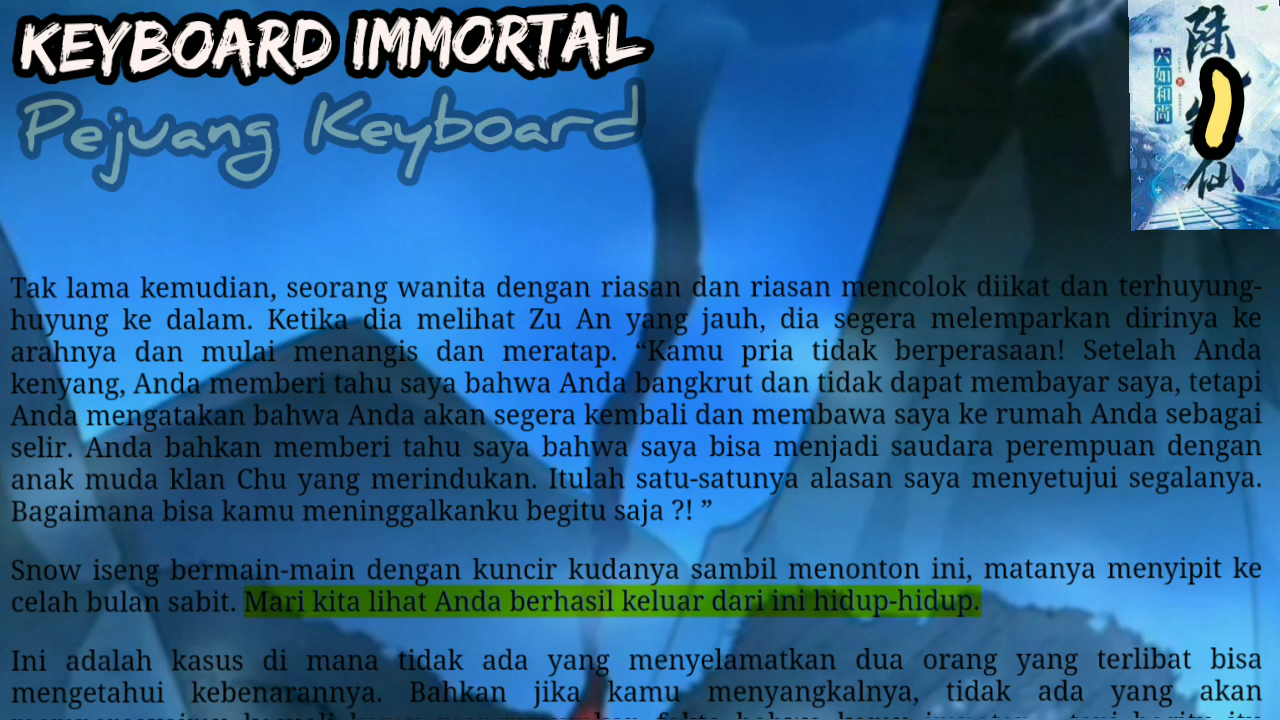 KEYBOARD IMMORTAL
Pejuang Keyboard
陆
仙
六如和尚
Tak lama kemudian, seorang wanita dengan riasan dan riasan mencolok diikat dan terhuyung-
huyung ke dalam. Ketika dia melihat Zu An yang jauh, dia segera melemparkan dirinya ke
arahnya dan mulai menangis dan meratap. “Kamu pria tidak berperasaan! Setelah Anda
kenyang, Anda memberi tahu saya bahwa Anda bangkrut dan tidak dapat membayar saya, tetapi
Anda mengatakan bahwa Anda akan segera kembali dan membawa saya ke rumah Anda sebagai
selir. Anda bahkan memberi tahu saya bahwa saya bisa menjadi saudara perempuan dengan
anak muda klan Chu yang merindukan. Itulah satu-satunya alasan saya menyetujui segalanya.
Bagaimana bisa kamu meninggalkanku begitu saja ?! ”
Snow iseng bermain-main dengan kuncir kudanya sambil menonton ini, matanya menyipit ke
celah bulan sabit. Mari kita lihat Anda berhasil keluar dari ini hidup-hidup.
Ini adalah kasus di mana tidak ada yang menyelamatkan dua orang yang terlibat bisa
mengetahui kebenarannya. Bahkan jika kamu menyangkalnya, tidak ada yang akan